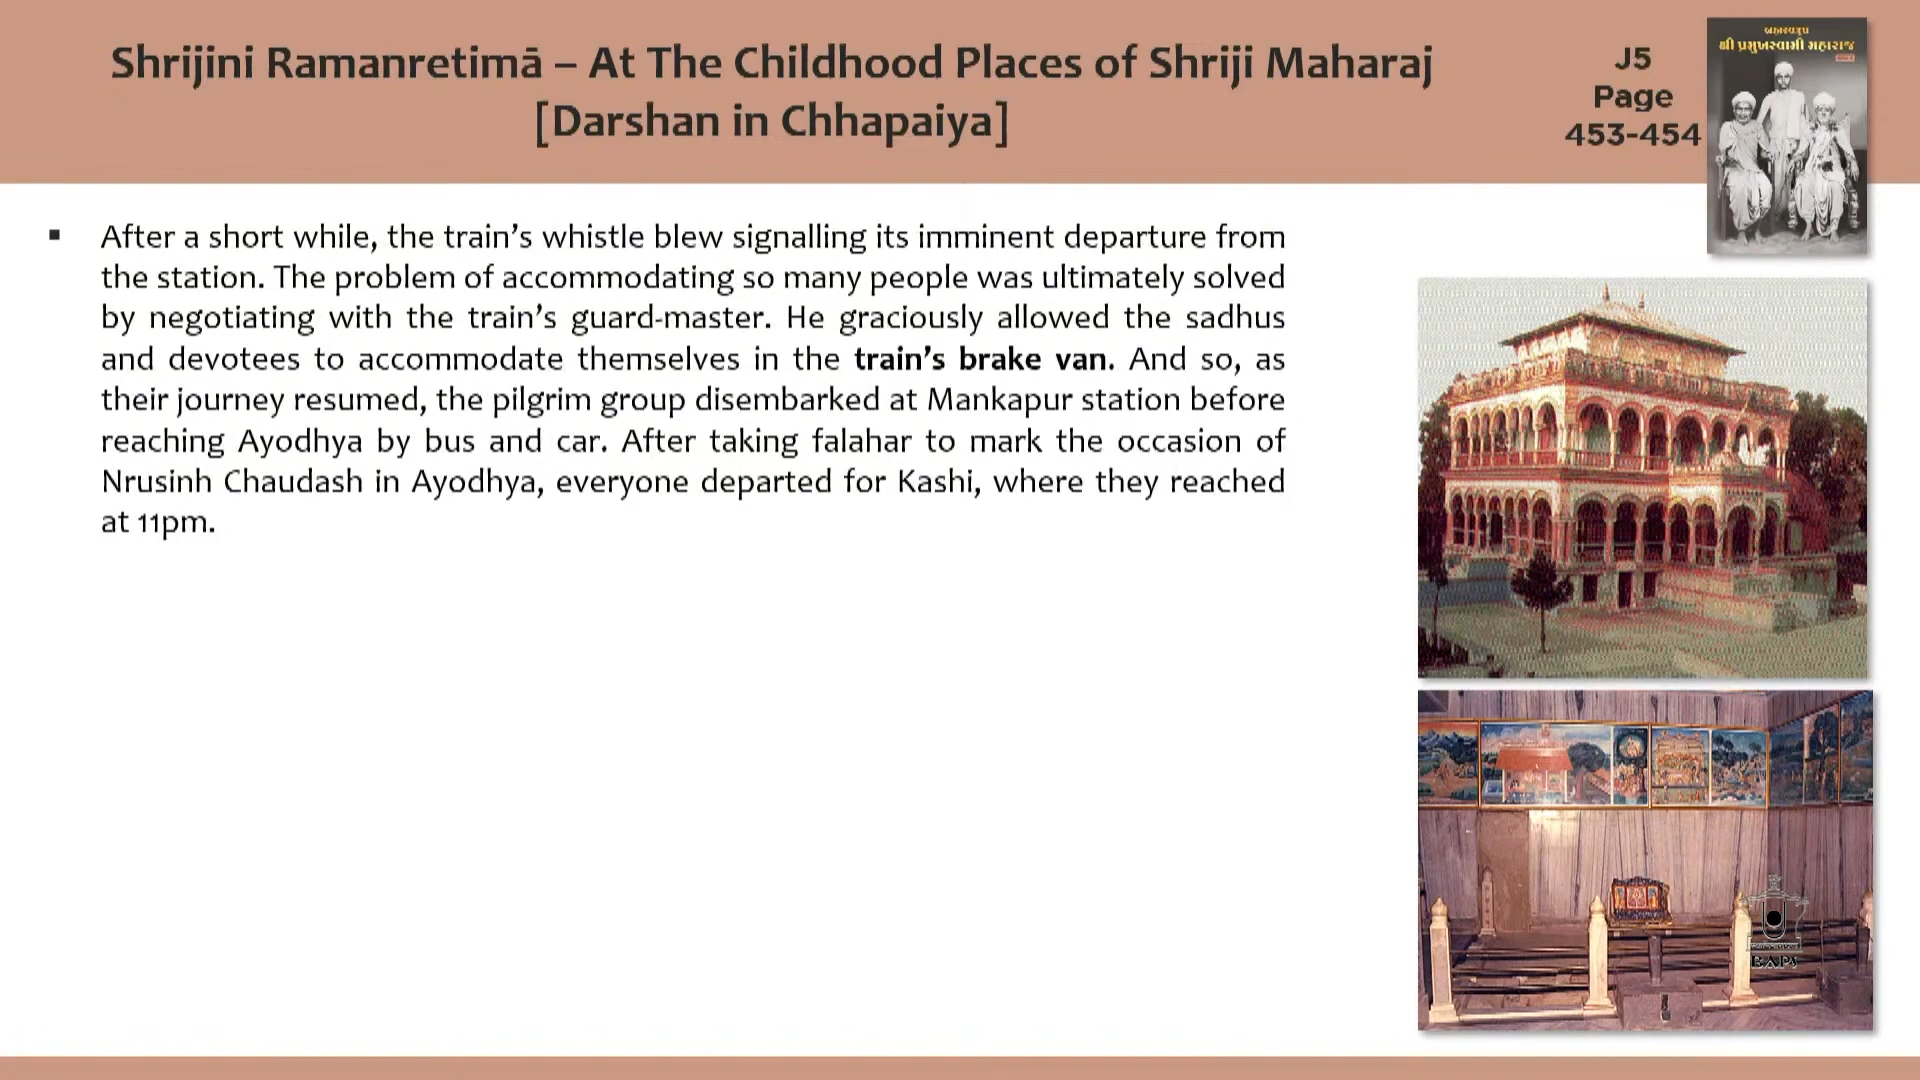 Shrijini Ramanretimā – At The Childhood Places of Shriji Maharaj
[Darshan in Chhapaiya]
J5
Page
453-454
બ્રહ્મસ્વરૂપ
શ્રી પ્રમુખસ્વામી મહારાજ
▪ After a short while, the train’s whistle blew signalling its imminent departure from
the station. The problem of accommodating so many people was ultimately solved
by negotiating with the train’s guard-master. He graciously allowed the sadhus
and devotees to accommodate themselves in the train’s brake van. And so, as
their journey resumed, the pilgrim group disembarked at Mankapur station before
reaching Ayodhya by bus and car. After taking falahar to mark the occasion of
Nrusinh Chaudash in Ayodhya, everyone departed for Kashi, where they reached
at 11pm.
BAPS